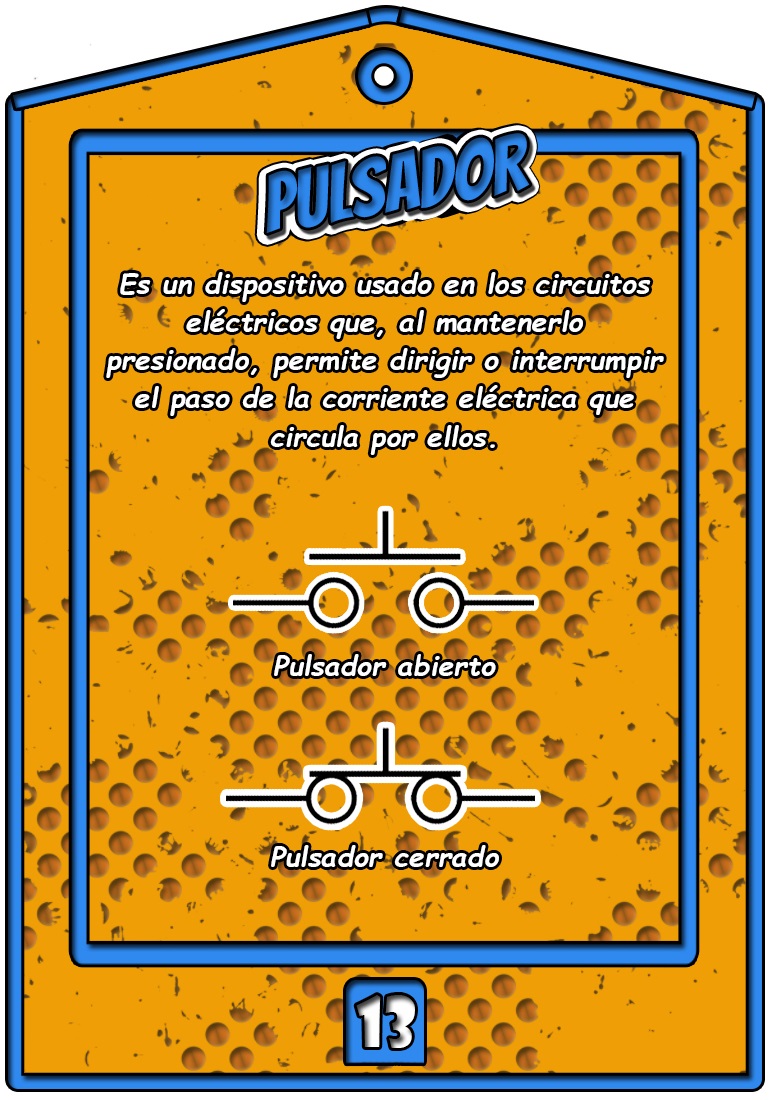 PULSADOR
Es un dispositivo usado en los circuitos
eléctricos que, al mantenerlo
presionado, permite dirigir o interrumpir
el paso de la corriente eléctrica que
circula por ellos.
Pulsador abierto
Pulsador cerrado
13